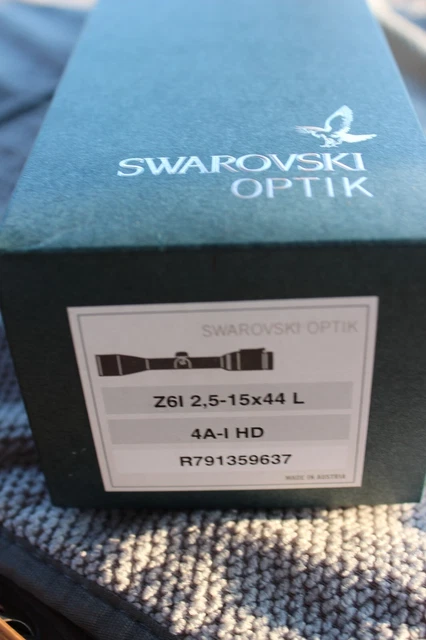 SWAROVSKI
OPTIK
SWAROVSKI OPTIK
Z6I 2,5-15x44 L
4A-I HD
R791359637
MADE IN AUSTRIA